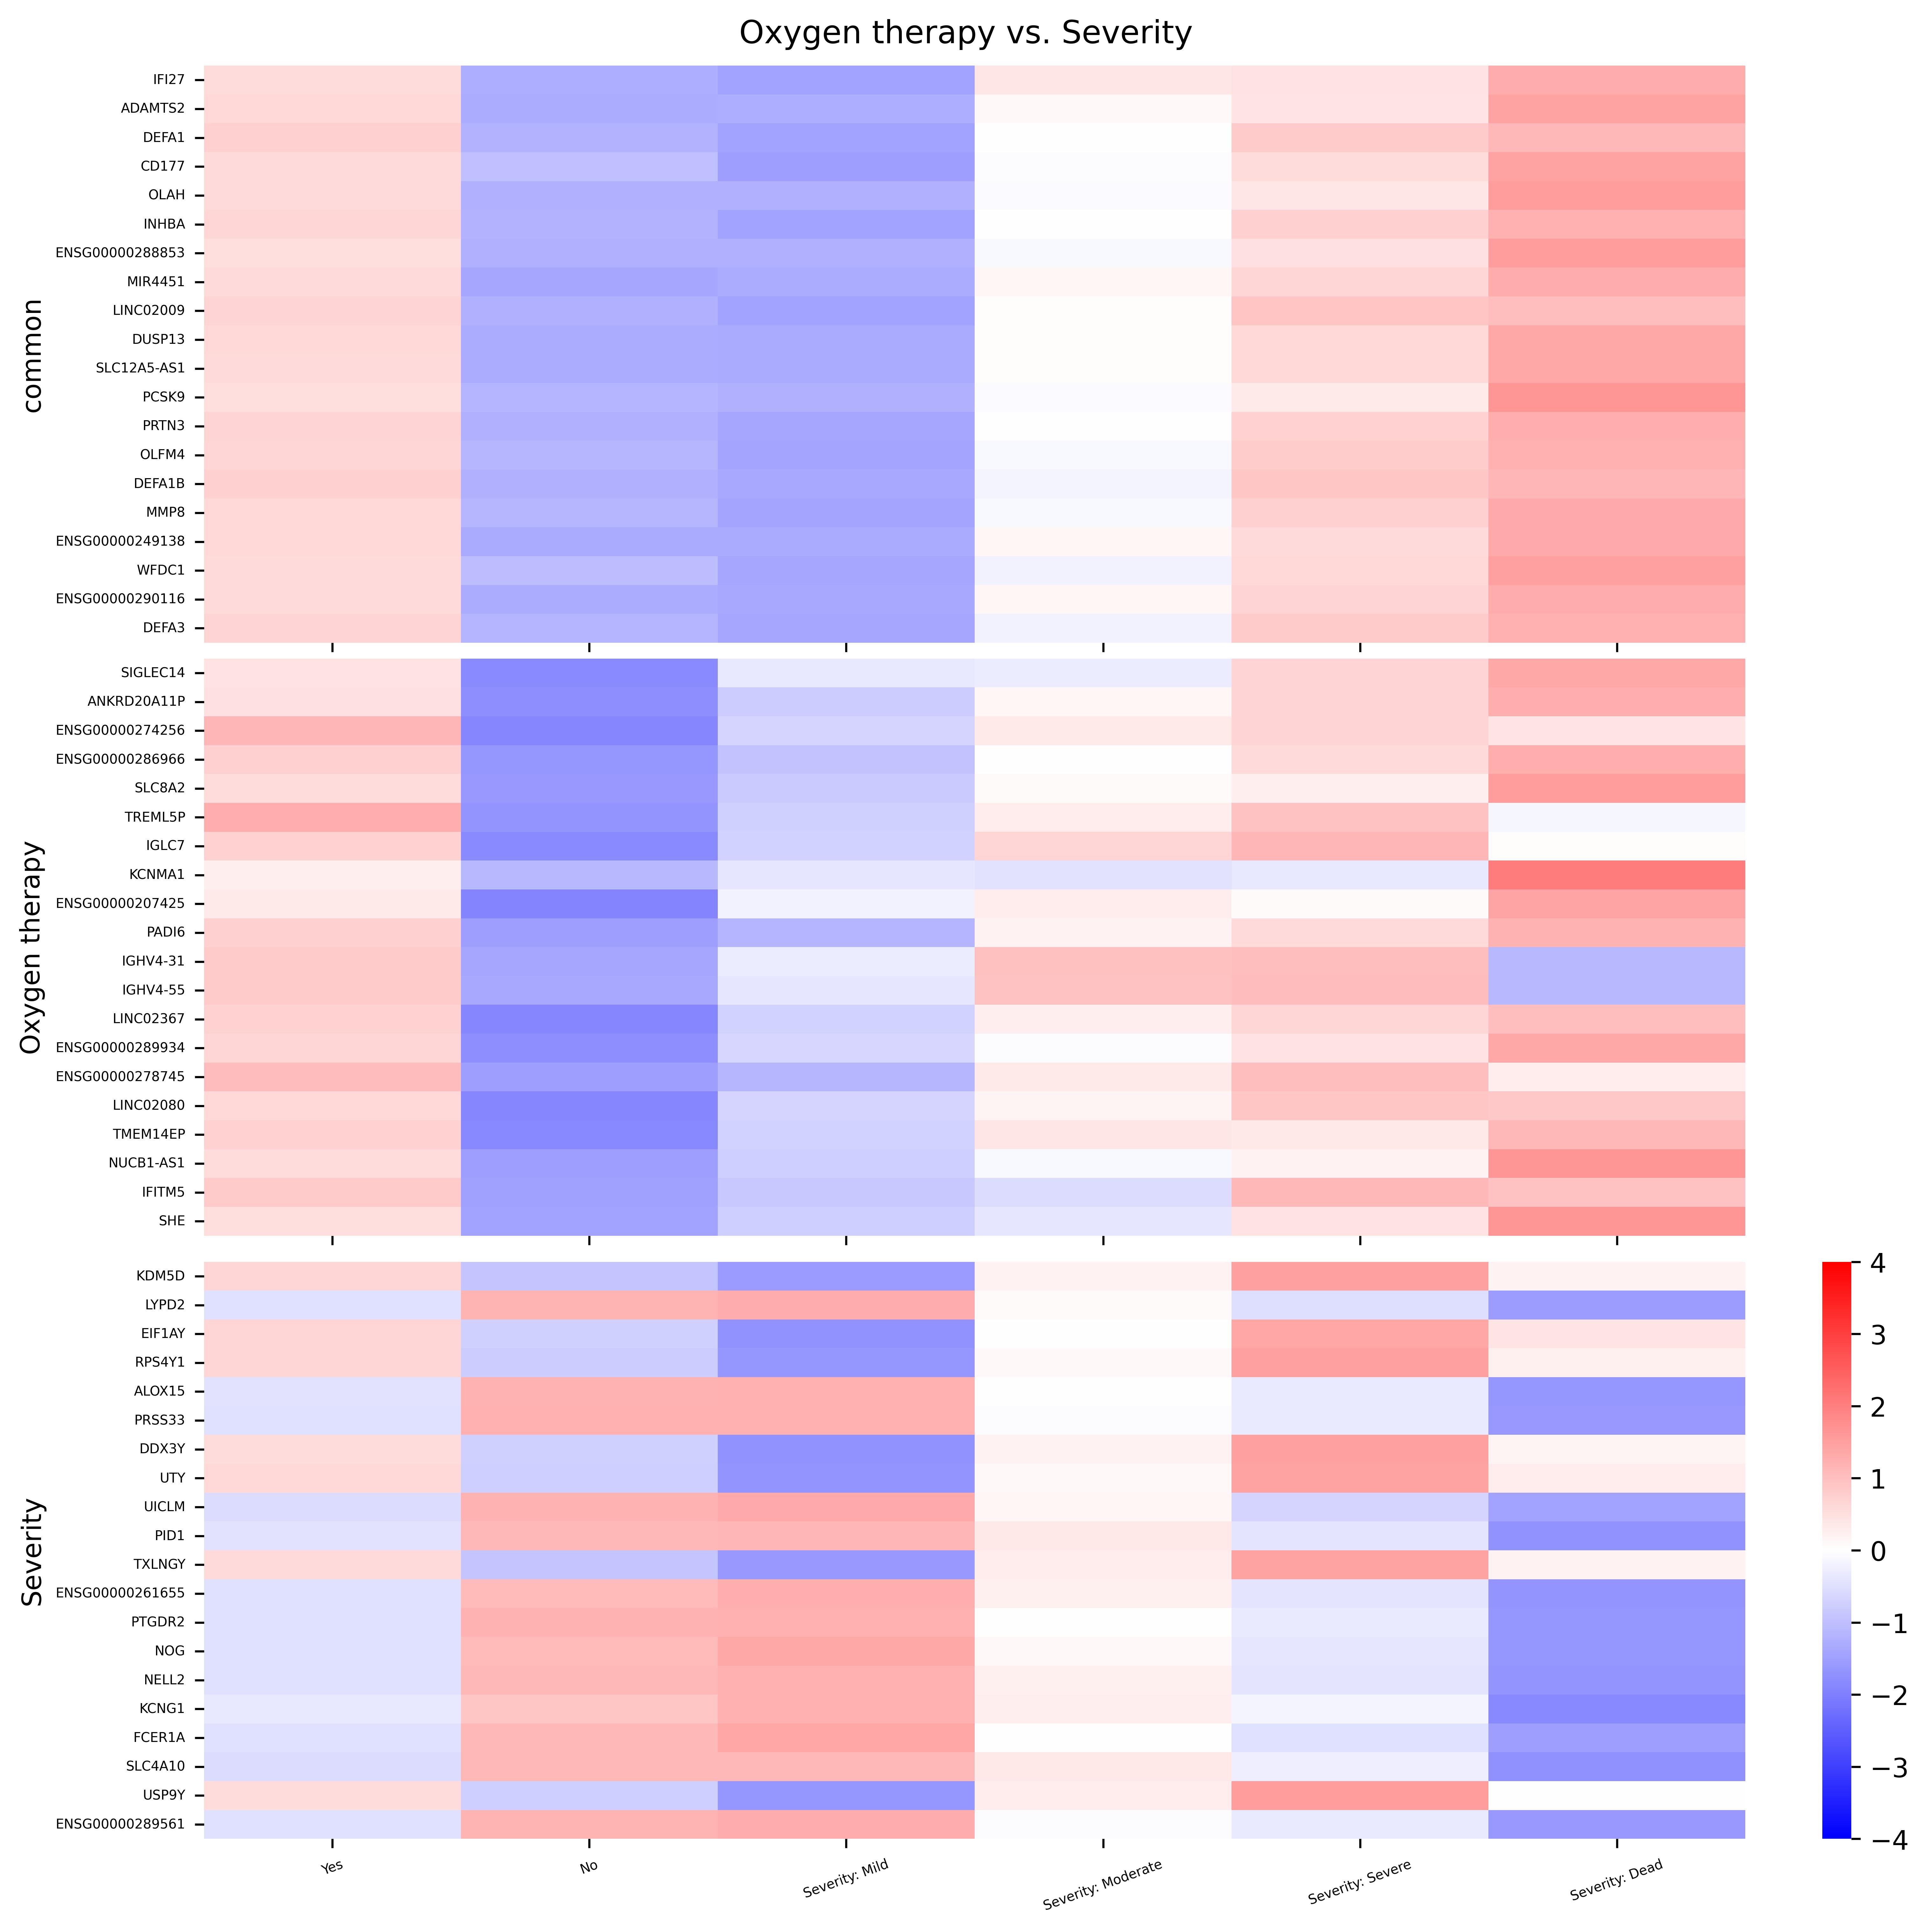 Oxygen therapy vs. Severity
common
IFI27
ADAMTS2
DEFA1
CD177
OLAH
INHBA
ENSG00000288853
MIR4451
LINC02009
DUSP13
SLC12A5-AS1
PCSK9
PRTN3
OLFM4
DEFA1B
MMP8
ENSG00000249138
WFDC1
ENSG00000290116
DEFA3
Oxygen therapy
SIGLEC14
ANKRD20A11P
ENSG00000274256
ENSG00000286966
SLC8A2
TREML5P
IGLC7
KCNMA1
ENSG00000207425
PADI6
IGHV4-31
IGHV4-55
LINC02367
ENSG00000289934
ENSG00000278745
LINC02080
TMEM14EP
NUCB1-AS1
IFITM5
SHE
Severity
KDM5D
LYPD2
EIF1AY
RPS4Y1
ALOX15
PRSS33
DDX3Y
UTY
UICLM
PID1
TXLNGY
ENSG00000261655
PTGDR2
NOG
NELL2
KCNG1
FCER1A
SLC4A10
USP9Y
ENSG00000289561
Yes
No
Severity: Mild
Severity: Moderate
Severity: Severe
Severity: Dead
4
3
2
1
0
−1
−2
−3
−4